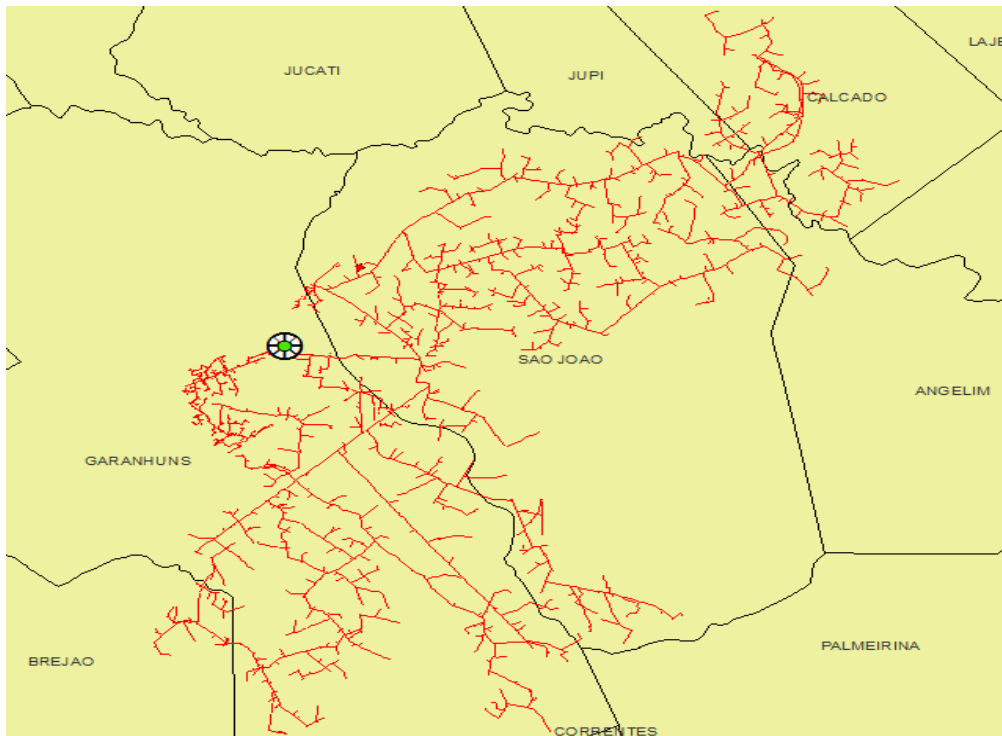 LAJE
JUCATI
JUPI
CALCADO
SAO JOAO
ANGELIM
GARANHUNS
PALMEIRINA
BREJAO
CORRENTES